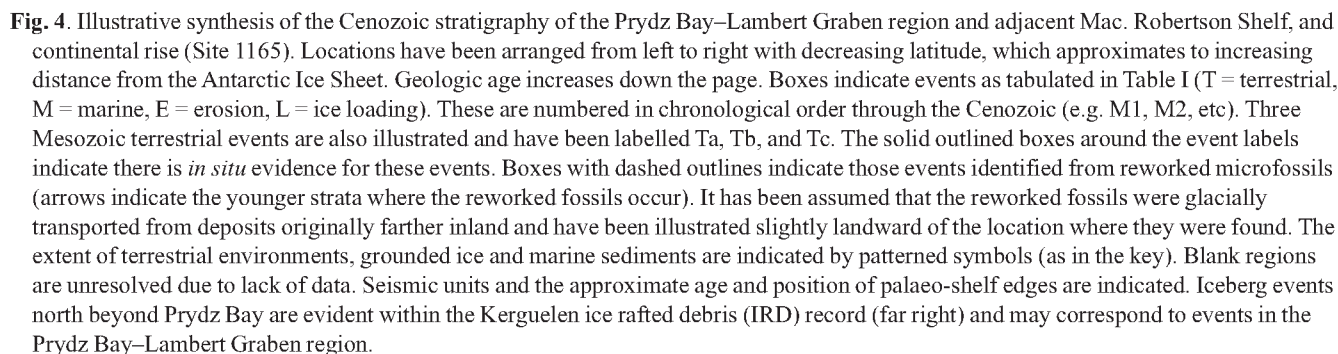 Fig. 4. Illustrative synthesis of the Cenozoic stratigraphy of the Prydz Bay–Lambert Graben region and adjacent Mac. Robertson Shelf, and
continental rise (Site 1165). Locations have been arranged from left to right with decreasing latitude, which approximates to increasing
distance from the Antarctic Ice Sheet. Geologic age increases down the page. Boxes indicate events as tabulated in Table I (T = terrestrial,
M = marine, E = erosion, L = ice loading). These are numbered in chronological order through the Cenozoic (e.g. M1, M2, etc). Three
Mesozoic terrestrial events are also illustrated and have been labelled Ta, Tb, and Tc. The solid outlined boxes around the event labels
indicate there is in situ evidence for these events. Boxes with dashed outlines indicate those events identified from reworked microfossils
(arrows indicate the younger strata where the reworked fossils occur). It has been assumed that the reworked fossils were glacially
transported from deposits originally farther inland and have been illustrated slightly landward of the location where they were found. The
extent of terrestrial environments, grounded ice and marine sediments are indicated by patterned symbols (as in the key). Blank regions
are unresolved due to lack of data. Seismic units and the approximate age and position of palaeo-shelf edges are indicated. Iceberg events
north beyond Prydz Bay are evident within the Kerguelen ice rafted debris (IRD) record (far right) and may correspond to events in the
Prydz Bay–Lambert Graben region.